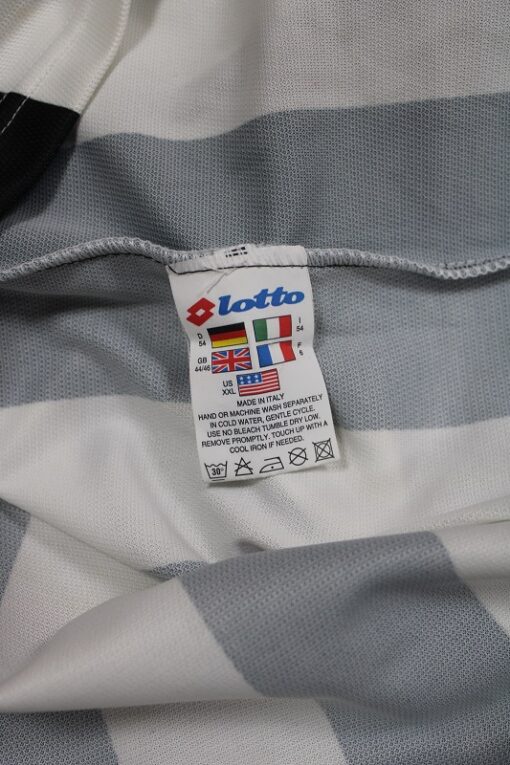 lotto
D 54 I 54
GB 44/46 F 6
US XXL
MADE IN ITALY
HAND OR MACHINE WASH SEPARATELY
IN COLD WATER, GENTLE CYCLE.
USE NO BLEACH TUMBLE DRY LOW.
REMOVE PROMPTLY. TOUCH UP WITH A
COOL IRON IF NEEDED.
30°